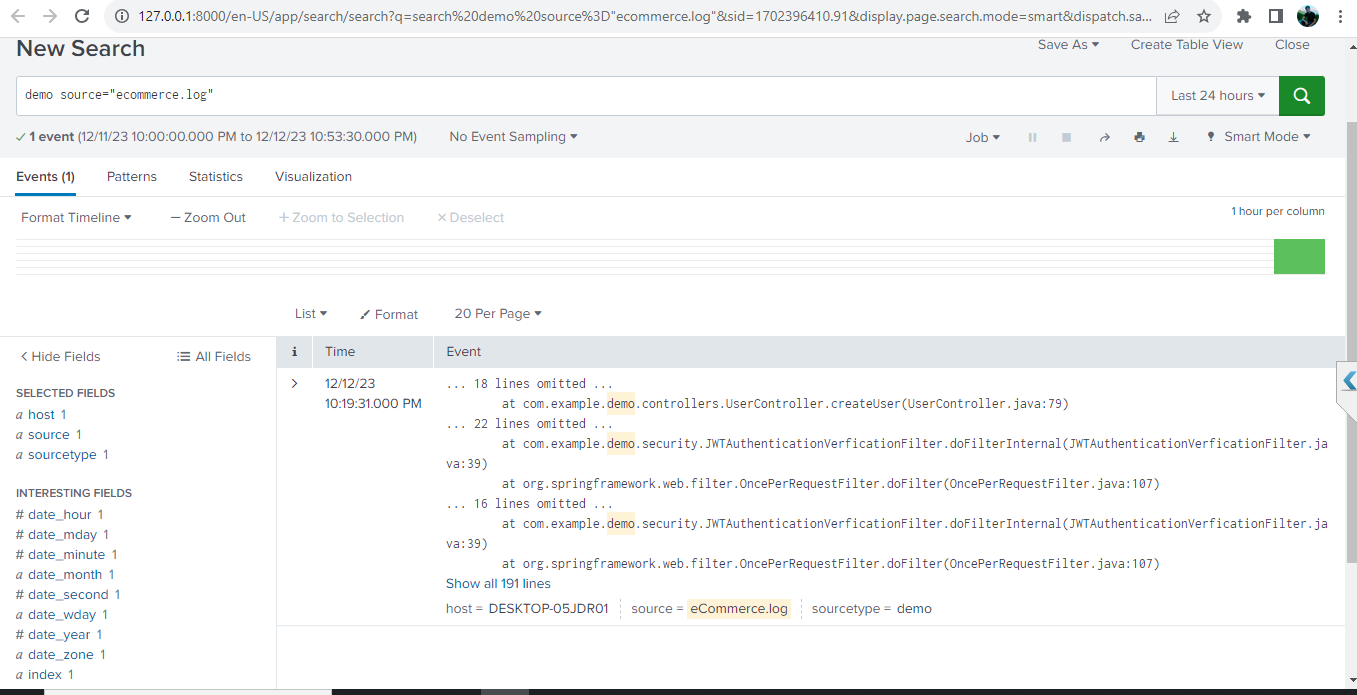 127.0.0.1:8000/en-US/app/search/search?q=search%20demo%20source%3D"ecommerce.log"&sid=1702396410.91&display.page.search.mode=smart&dispatch.sa...
New Search
Save As
Create Table View
Close
demo source="ecommerce.log"
Last 24 hours
1 event (12/11/23 10:00:00.000 PM to 12/12/23 10:53:30.000 PM)
No Event Sampling
Job
Smart Mode
Events (1)
Patterns
Statistics
Visualization
Format Timeline
— Zoom Out
+ Zoom to Selection
× Deselect
1 hour per column
List
Format
20 Per Page
< Hide Fields
All Fields
SELECTED FIELDS
a host 1
a source 1
a sourcetype 1
INTERESTING FIELDS
# date_hour 1
# date_mday 1
# date_minute 1
a date_month 1
# date_second 1
a date_wday 1
# date_year 1
a date_zone 1
a index 1
i
Time
Event
>
12/12/23
10:19:31.000 PM
... 18 lines omitted ...
at com.example.demo.controllers.UserController.createUser(UserController.java:79)
... 22 lines omitted ...
at com.example.demo.security.JWTAuthenticationVerficationFilter.doFilterInternal(JWTAuthenticationVerficationFilter.ja
va:39)
at org.springframework.web.filter.OncePerRequestFilter.doFilter(OncePerRequestFilter.java:107)
... 16 lines omitted ...
at com.example.demo.security.JWTAuthenticationVerficationFilter.doFilterInternal(JWTAuthenticationVerficationFilter.ja
va:39)
at org.springframework.web.filter.OncePerRequestFilter.doFilter(OncePerRequestFilter.java:107)
Show all 191 lines
host = DESKTOP-05JDR01
source = eCommerce.log
sourcetype = demo